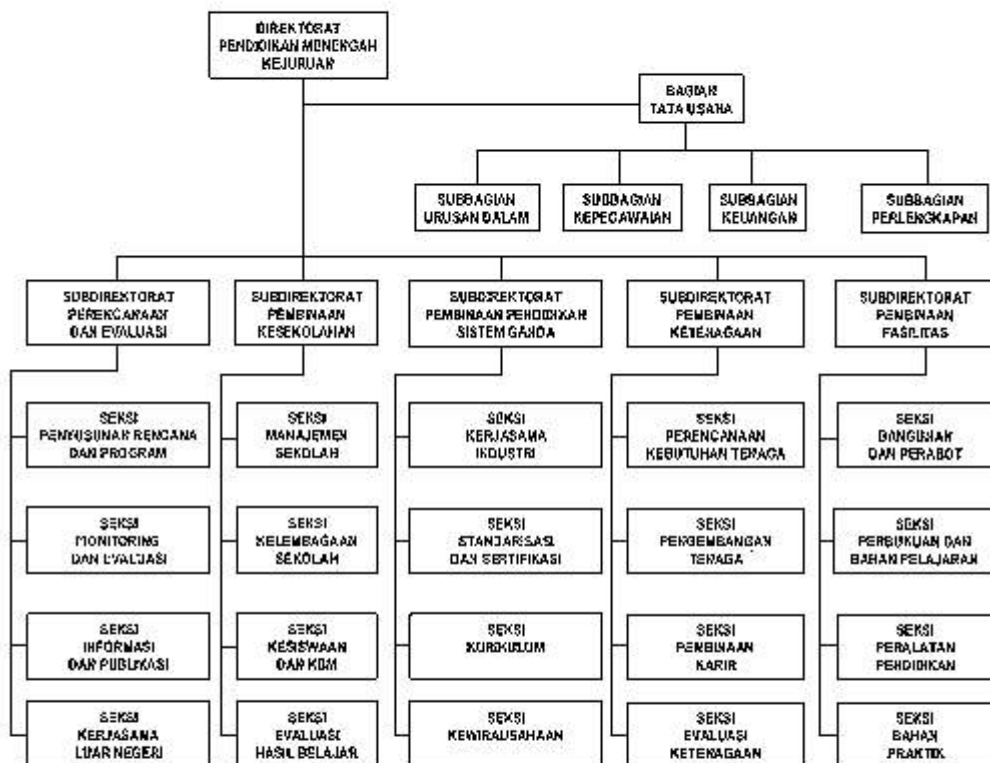 DIREKTORAT
PENDIDIKAN MENENGAH
KEJURUAN
BAGIAN
TATA USAHA
SUBBAGIAN
URUSAN DALAM
SUBBAGIAN
KEPEGAWAIAN
SUBBAGIAN
KEUANGAN
SUBBAGIAN
PERLENGKAPAN
SUBDIREKTORAT
PERENCANAAN
DAN EVALUASI
SUBDIREKTORAT
PEMBINAAN
KESEKOLAHAN
SUBDIREKTORAT
PEMBINAAN PENDIDIKAN
SISTEM GANDA
SUBDIREKTORAT
PEMBINAAN
KETENAGAAN
SUBDIREKTORAT
PEMBINAAN
FASILITAS
SEKSI
PENYUSUNAN RENCANA
DAN PROGRAM
SEKSI
MANAJEMEN
SEKOLAH
SEKSI
KERJASAMA
INDUSTRI
SEKSI
PERENCANAAN
KEBUTUHAN TENAGA
SEKSI
BANGUNAN
DAN PERABOT
SEKSI
MONITORING
DAN EVALUASI
SEKSI
KELEMBAGAAN
SEKOLAH
SEKSI
STANDARISASI
DAN SERTIFIKASI
SEKSI
PENGEMBANGAN
TENAGA
SEKSI
PERBUKUAN DAN
BAHAN PELAJARAN
SEKSI
INFORMASI
DAN PUBLIKASI
SEKSI
KESISWAAN
DAN KBM
SEKSI
KURIKULUM
SEKSI
PEMBINAAN
KARIR
SEKSI
PERALATAN
PENDIDIKAN
SEKSI
KERJASAMA
LUAR NEGERI
SEKSI
EVALUASI
HASIL BELAJAR
SEKSI
KEWIRAUSAHAAN
SEKSI
EVALUASI
KETENAGAAN
SEKSI
BAHAN
PRAKTIK